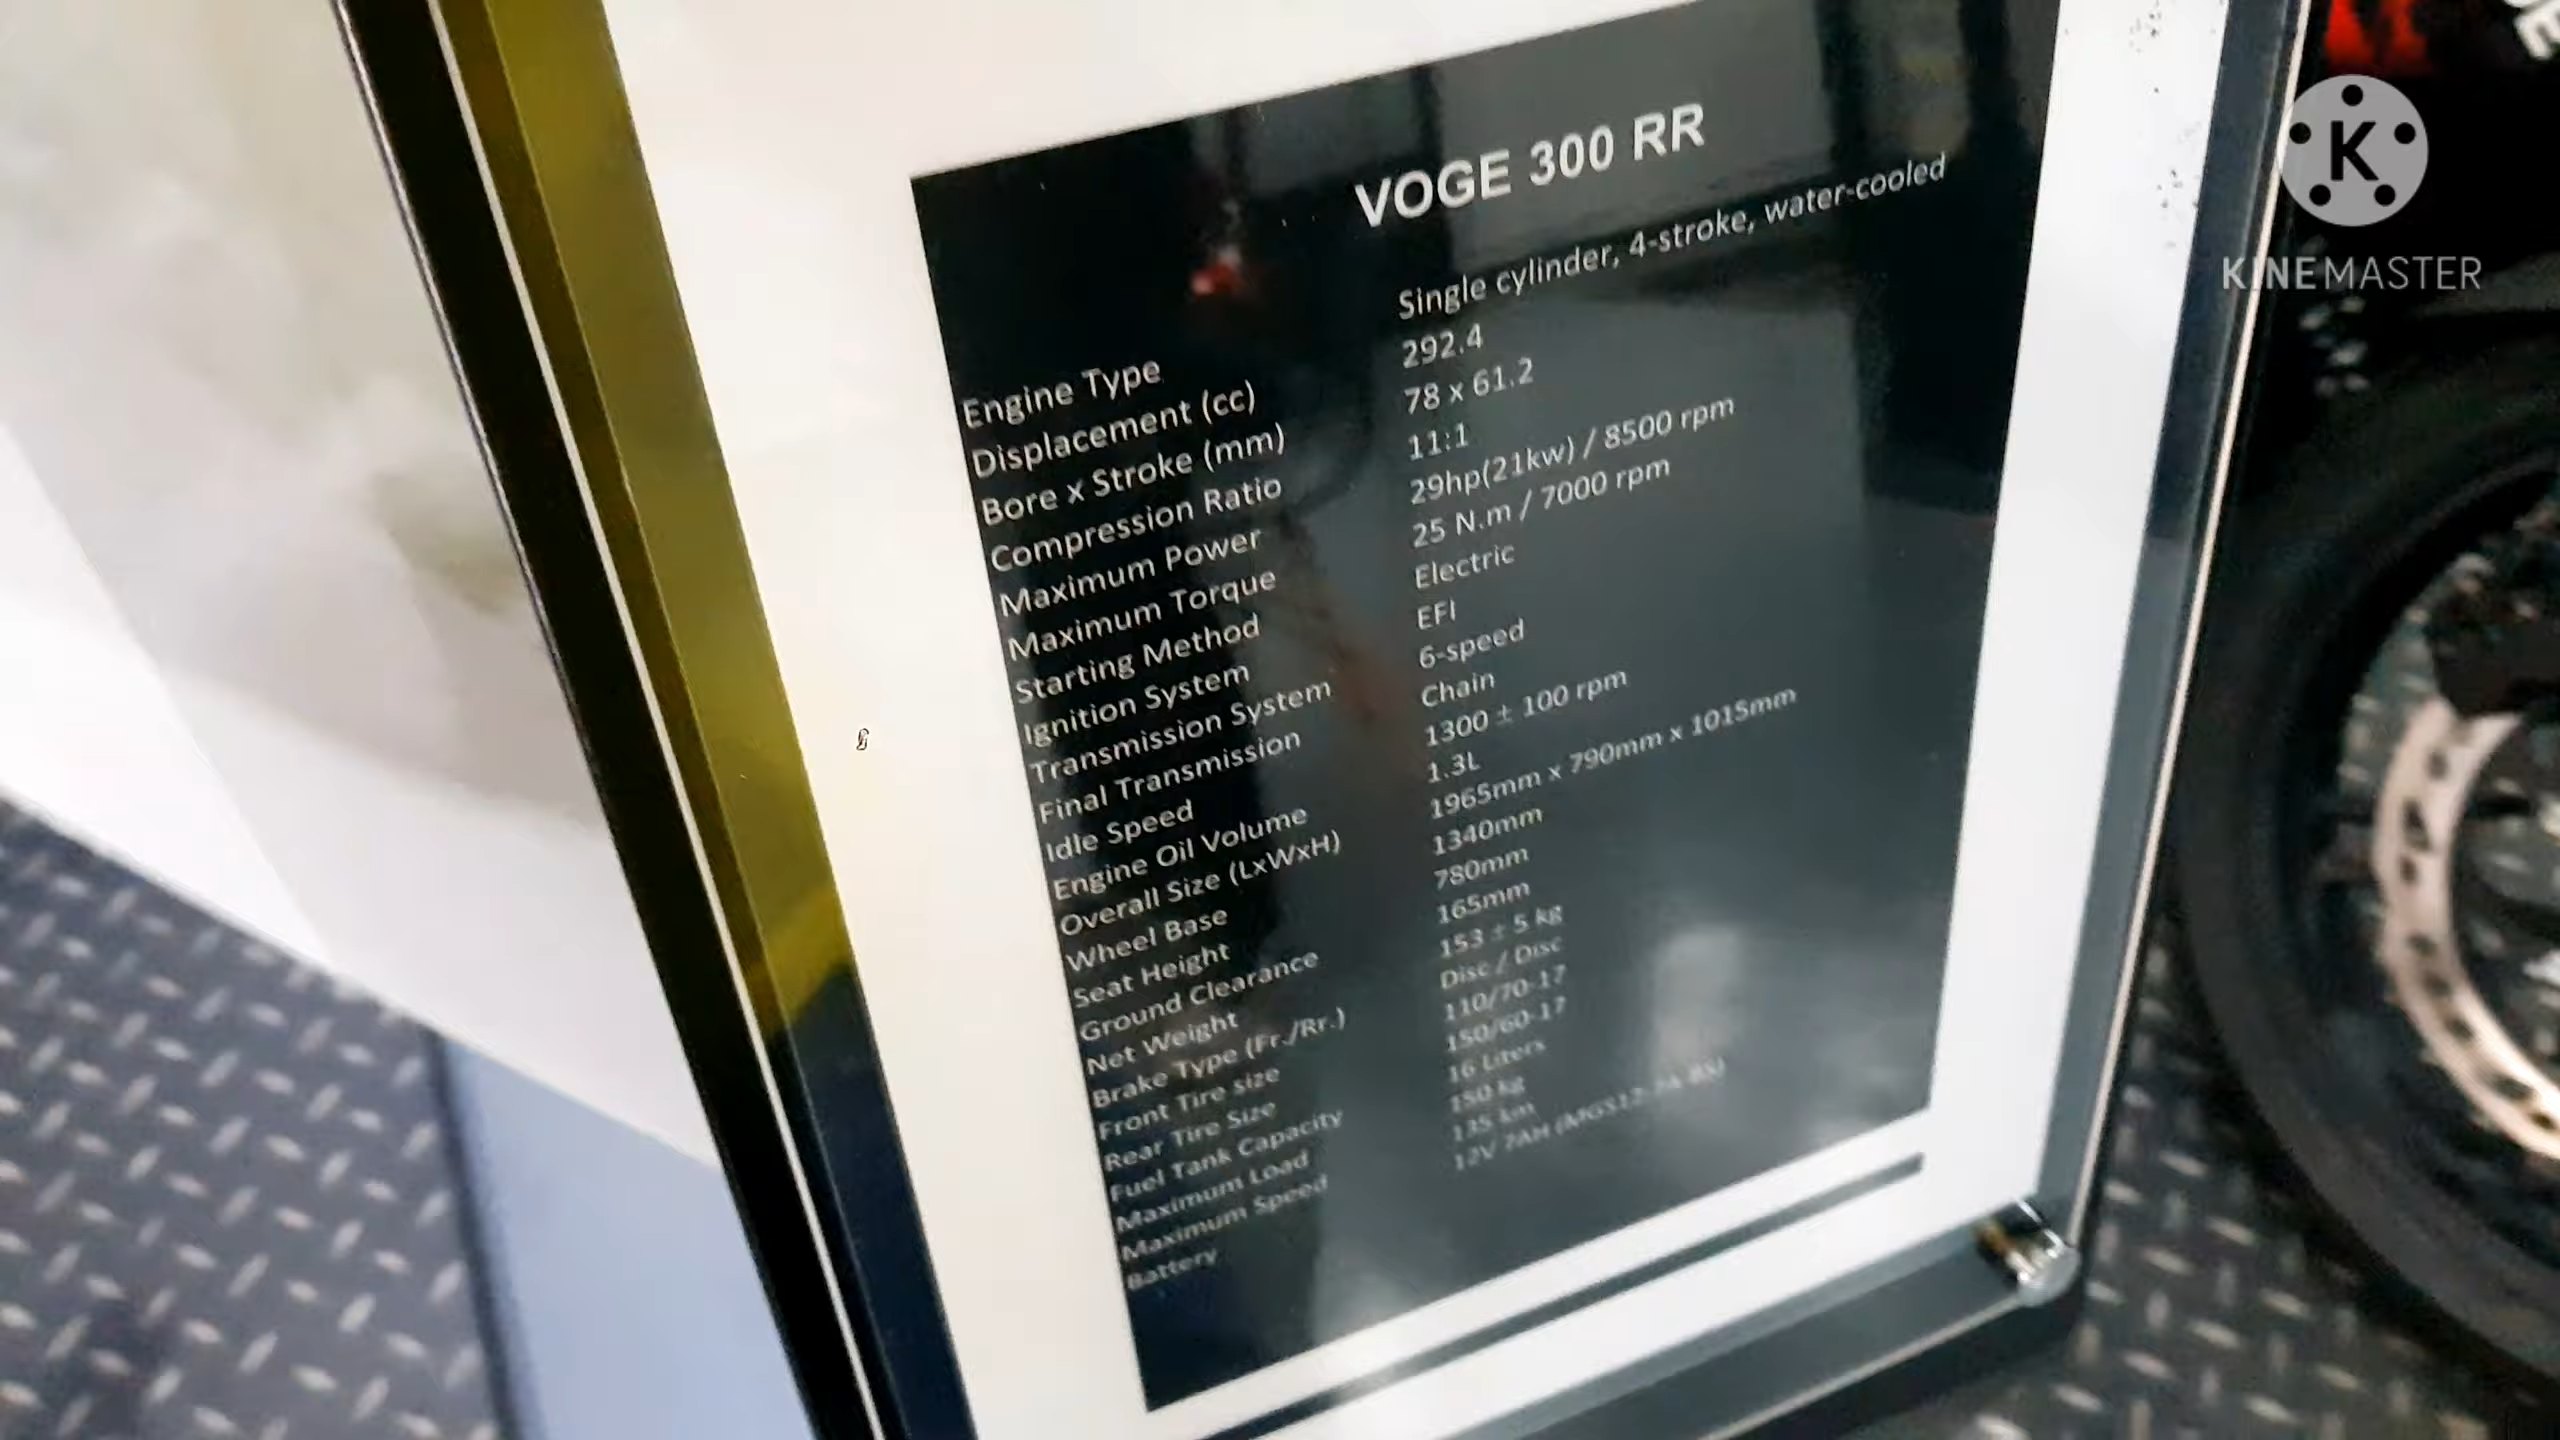 VOGE 300 RR
Engine Type Single cylinder, 4-stroke, water-cooled
Displacement (cc) 292.4
Bore x Stroke (mm) 78 x 61.2
Compression Ratio 11:1
Maximum Power 29hp(21kw) / 8500 rpm
Maximum Torque 25 N.m / 7000 rpm
Starting Method Electric
Ignition System EFI
Transmission System 6-speed
Final Transmission Chain
Idle Speed 1300 ± 100 rpm
Engine Oil Volume 1.3L
Overall Size (LxWxH) 1965mm x 790mm x 1015mm
Wheel Base 1340mm
Seat Height 780mm
Ground Clearance 165mm
Net Weight 153 ± 5 kg
Brake Type (Fr./Rr.) Disc / Disc
Front Tire size 110/70-17
Rear Tire Size 150/60-17
Fuel Tank Capacity 16 Liters
Maximum Load 150 kg
Maximum Speed 135 km
Battery 12V 7AH
K
KINEMASTER